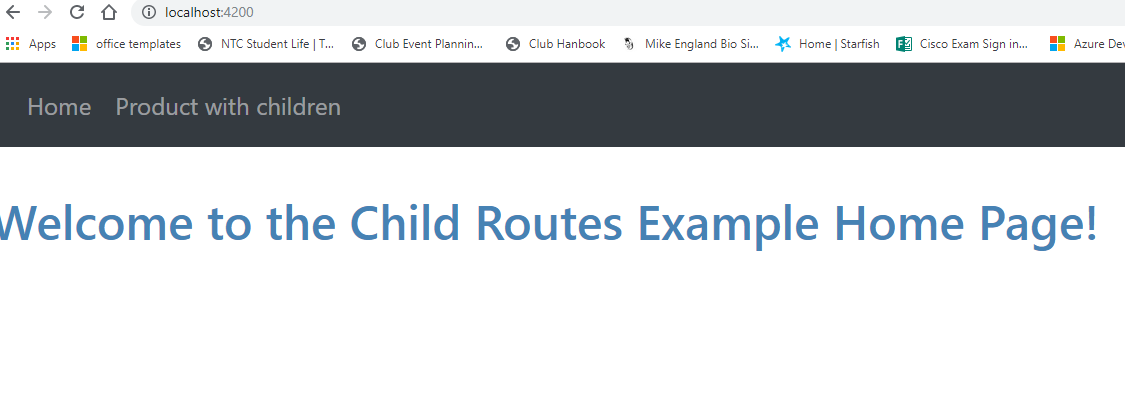 localhost:4200
Apps office templates NTC Student Life | T... Club Event Plannin... Club Hanbook Mike England Bio Si... Home | Starfish Cisco Exam Sign in... Azure Dev
Home Product with children
Welcome to the Child Routes Example Home Page!